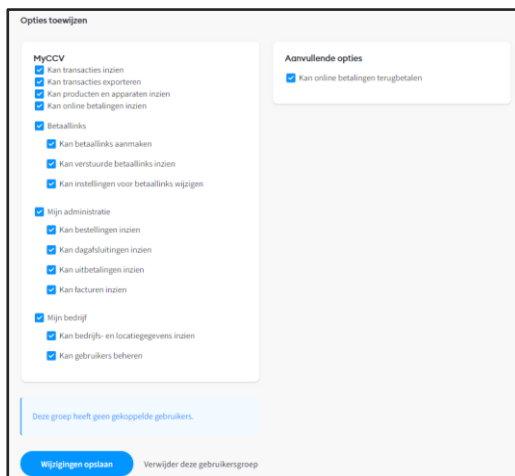 Opties toewijzen
MyCCV
Kan transacties inzien
Kan transacties exporteren
Kan producten en apparaten inzien
Kan online betalingen inzien
Betaallinks
Kan betaallinks aanmaken
Kan verstuurde betaallinks inzien
Kan instellingen voor betaallinks wijzigen
Mijn administratie
Kan bestellingen inzien
Kan dagafsluitingen inzien
Kan uitbetalingen inzien
Kan facturen inzien
Mijn bedrijf
Kan bedrijfs- en locatiegegevens inzien
Kan gebruikers beheren
Aanvullende opties
Kan online betalingen terugbetalen
Deze groep heeft geen gekoppelde gebruikers.
Wijzigingen opslaan
Verwijder deze gebruikersgroep